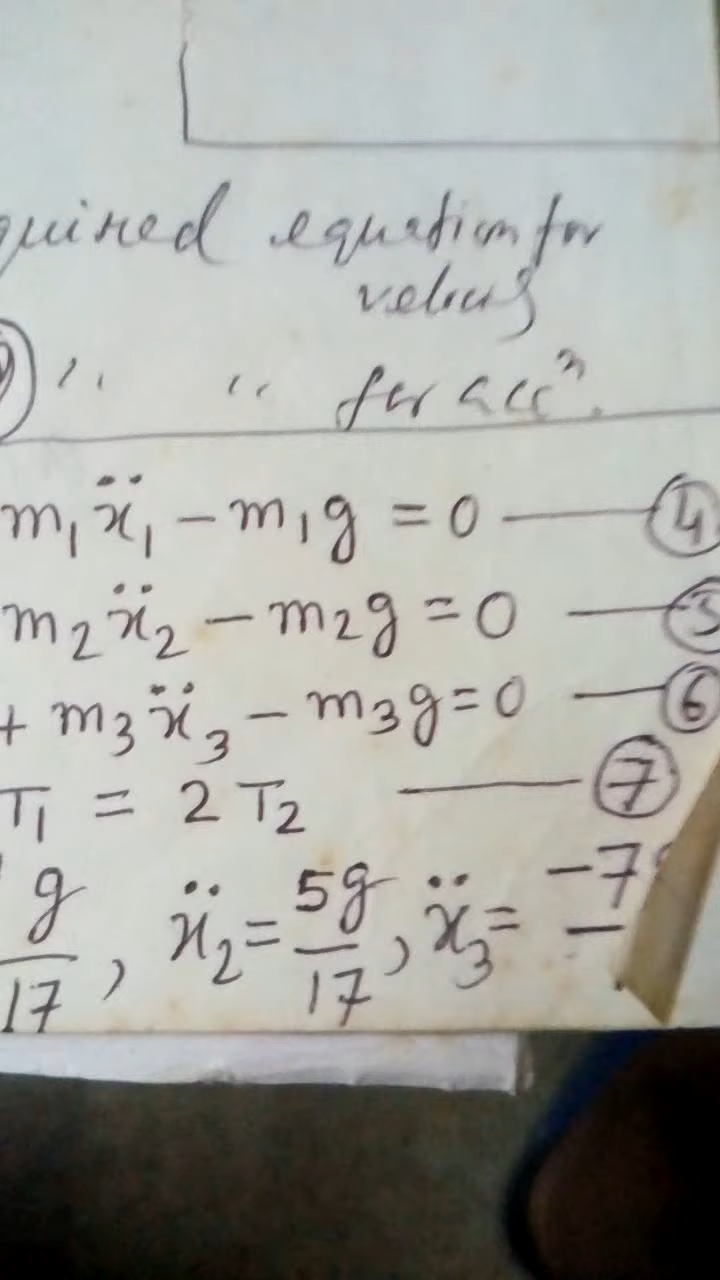 quired equation for
velocity
" " for accⁿ.
m₁ẍ₁ - m₁g = 0 — ④
m₂ẍ₂ - m₂g = 0 — ⑤
+ m₃ẍ₃ - m₃g = 0 — ⑥
T₁ = 2T₂ — ⑦
g/17, ẍ₂ = 5g/17, ẍ₃ = -7